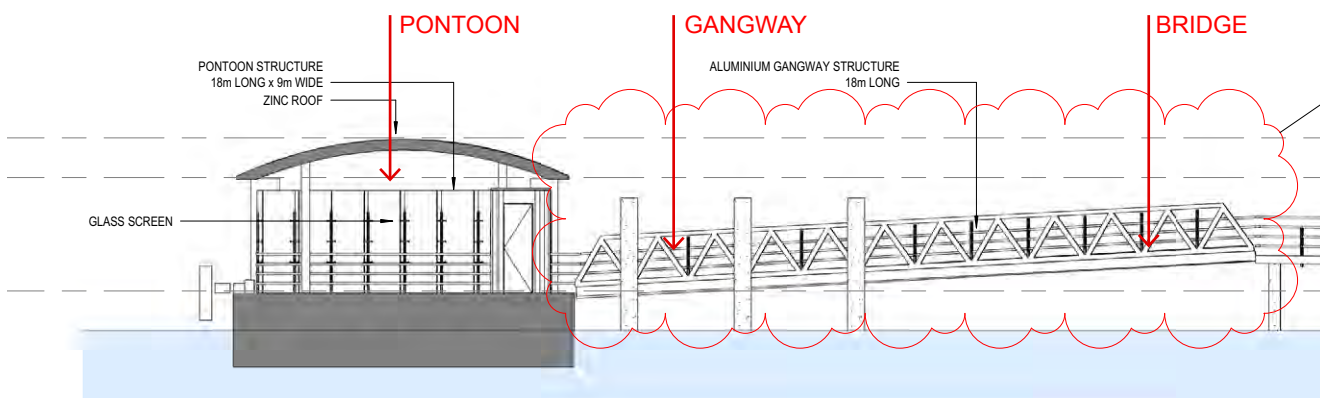 PONTOON
GANGWAY
BRIDGE
PONTOON STRUCTURE
18m LONG x 9m WIDE
ZINC ROOF
ALUMINIUM GANGWAY STRUCTURE
18m LONG
GLASS SCREEN